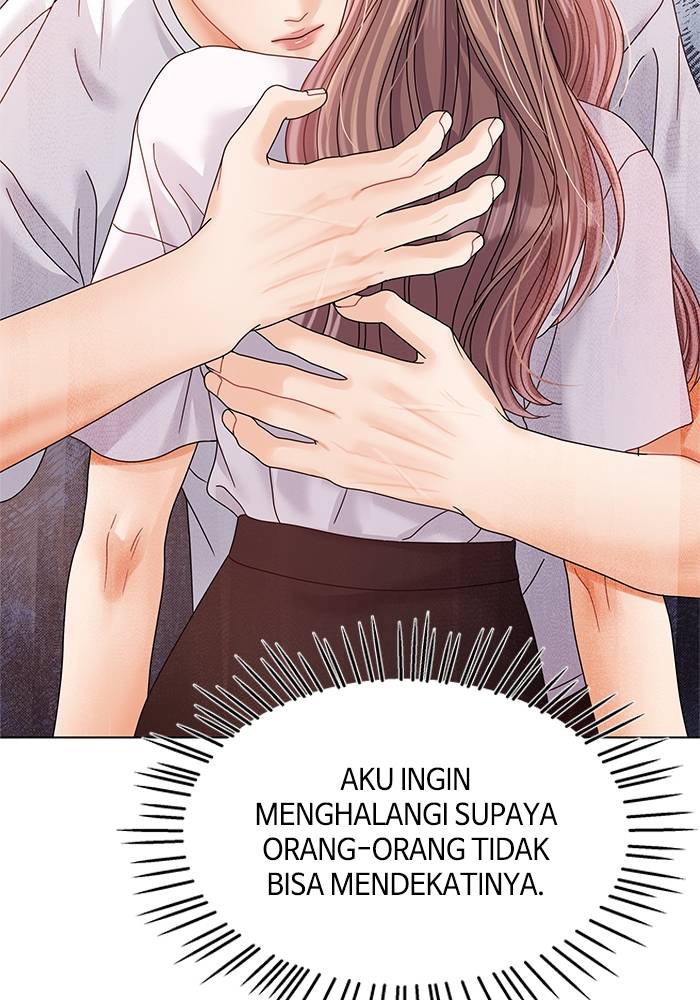 AKU INGIN
MENGHALANGI SUPAYA
ORANG-ORANG TIDAK
BISA MENDEKATINYA.